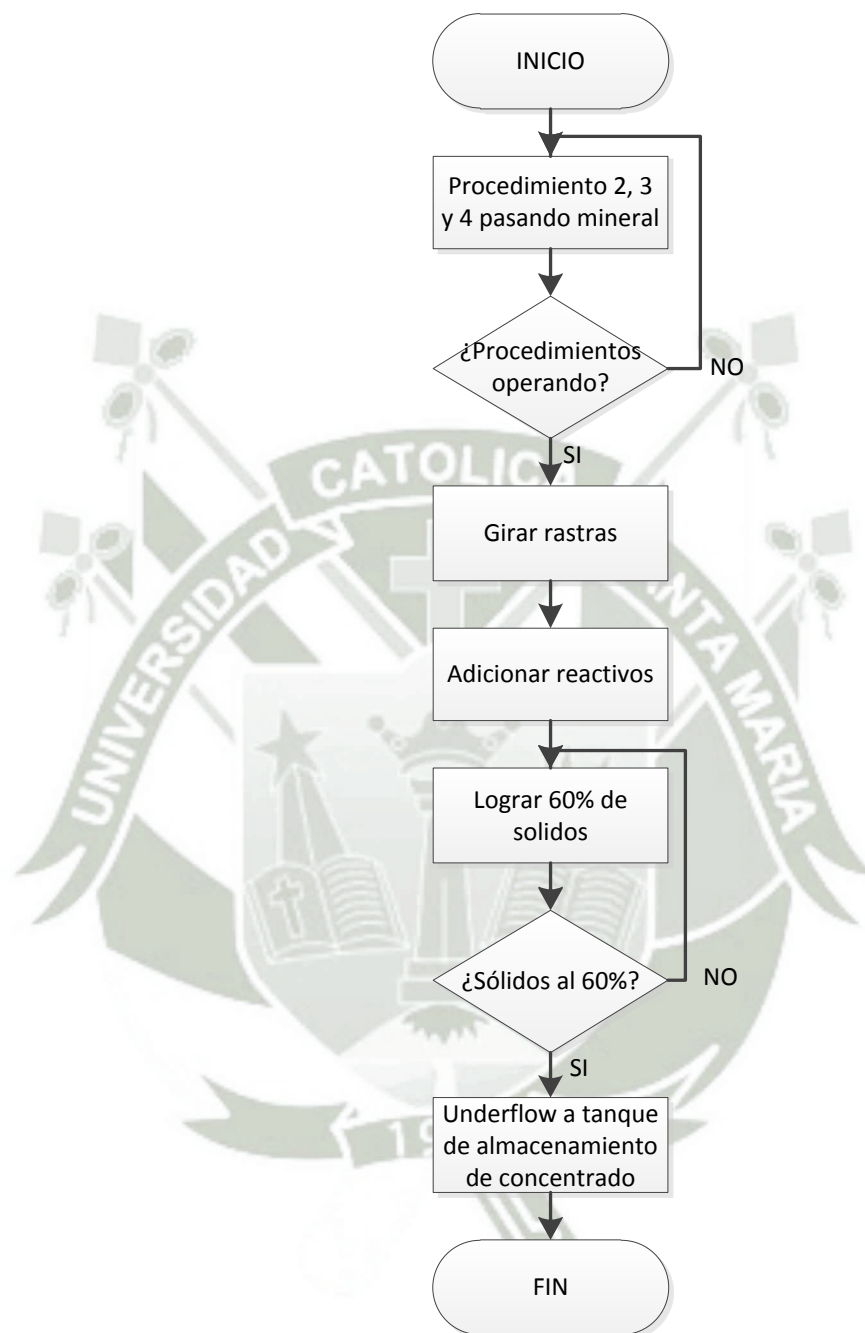 INICIO
Procedimiento 2, 3
y 4 pasando mineral
¿Procedimientos
operando?
NO
SI
Girar rastras
Adicionar reactivos
Lograr 60% de
solidos
¿Sólidos al 60%?
NO
SI
Underflow a tanque
de almacenamiento
de concentrado
FIN
UNIVERSIDAD
CATOLICA
MARIA